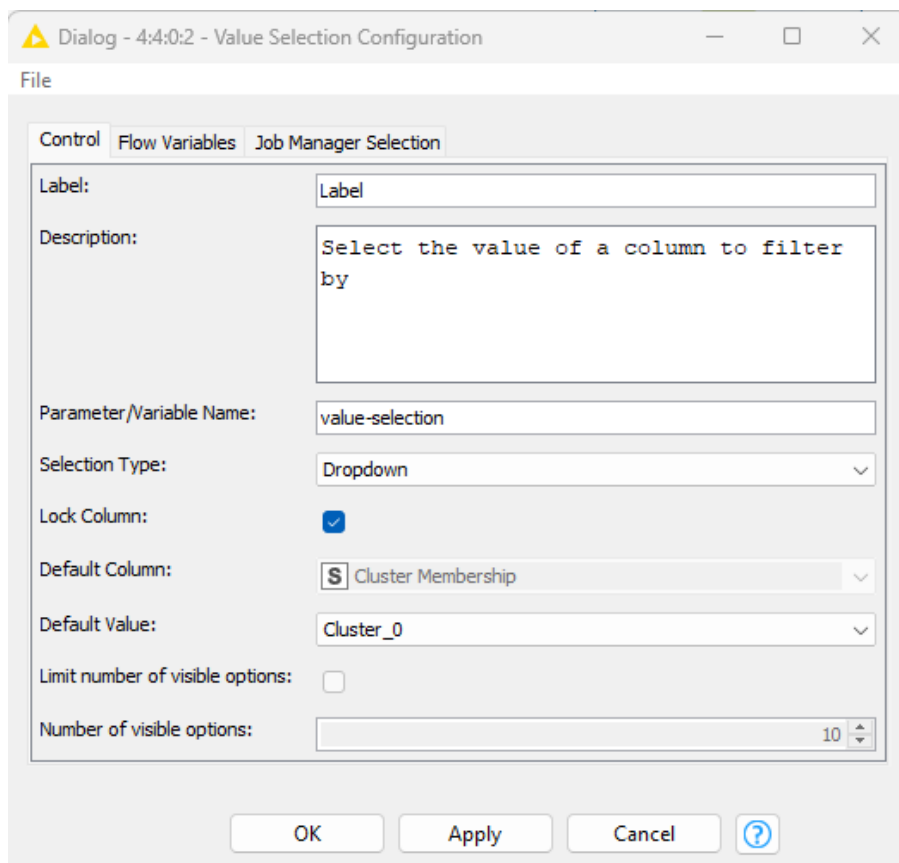 Dialog - 4:4:0:2 - Value Selection Configuration
File
Control Flow Variables Job Manager Selection
Label: Label
Description: Select the value of a column to filter
by
Parameter/Variable Name: value-selection
Selection Type: Dropdown
Lock Column:
Default Column: S Cluster Membership
Default Value: Cluster_0
Limit number of visible options:
Number of visible options: 10
OK Apply Cancel ?